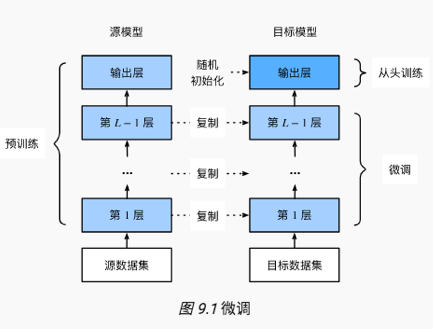 源模型
目标模型
输出层
随机
初始化
输出层
从头训练
预训练
第 L − 1 层
复制
第 L − 1 层
...
复制
...
微调
第 1 层
复制
第 1 层
源数据集
目标数据集
图 9.1 微调